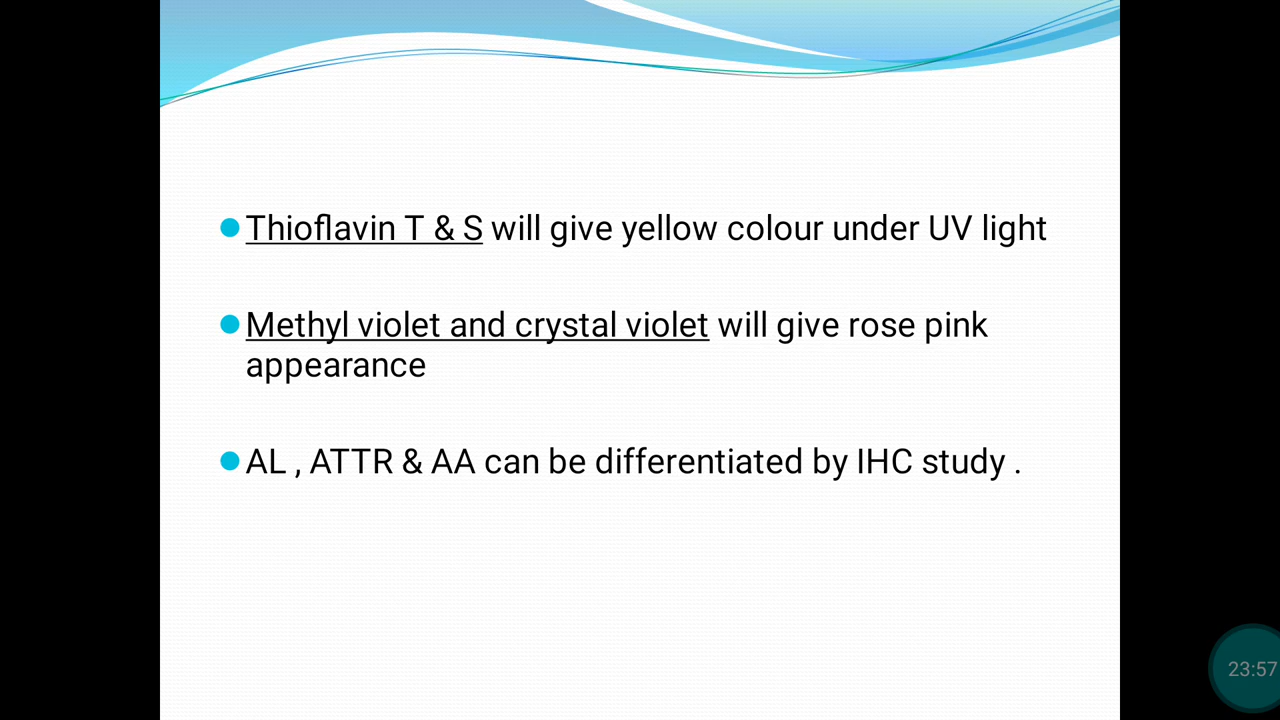 Thioflavin T & S will give yellow colour under UV light
Methyl violet and crystal violet will give rose pink
appearance
AL , ATTR & AA can be differentiated by IHC study .
23:57